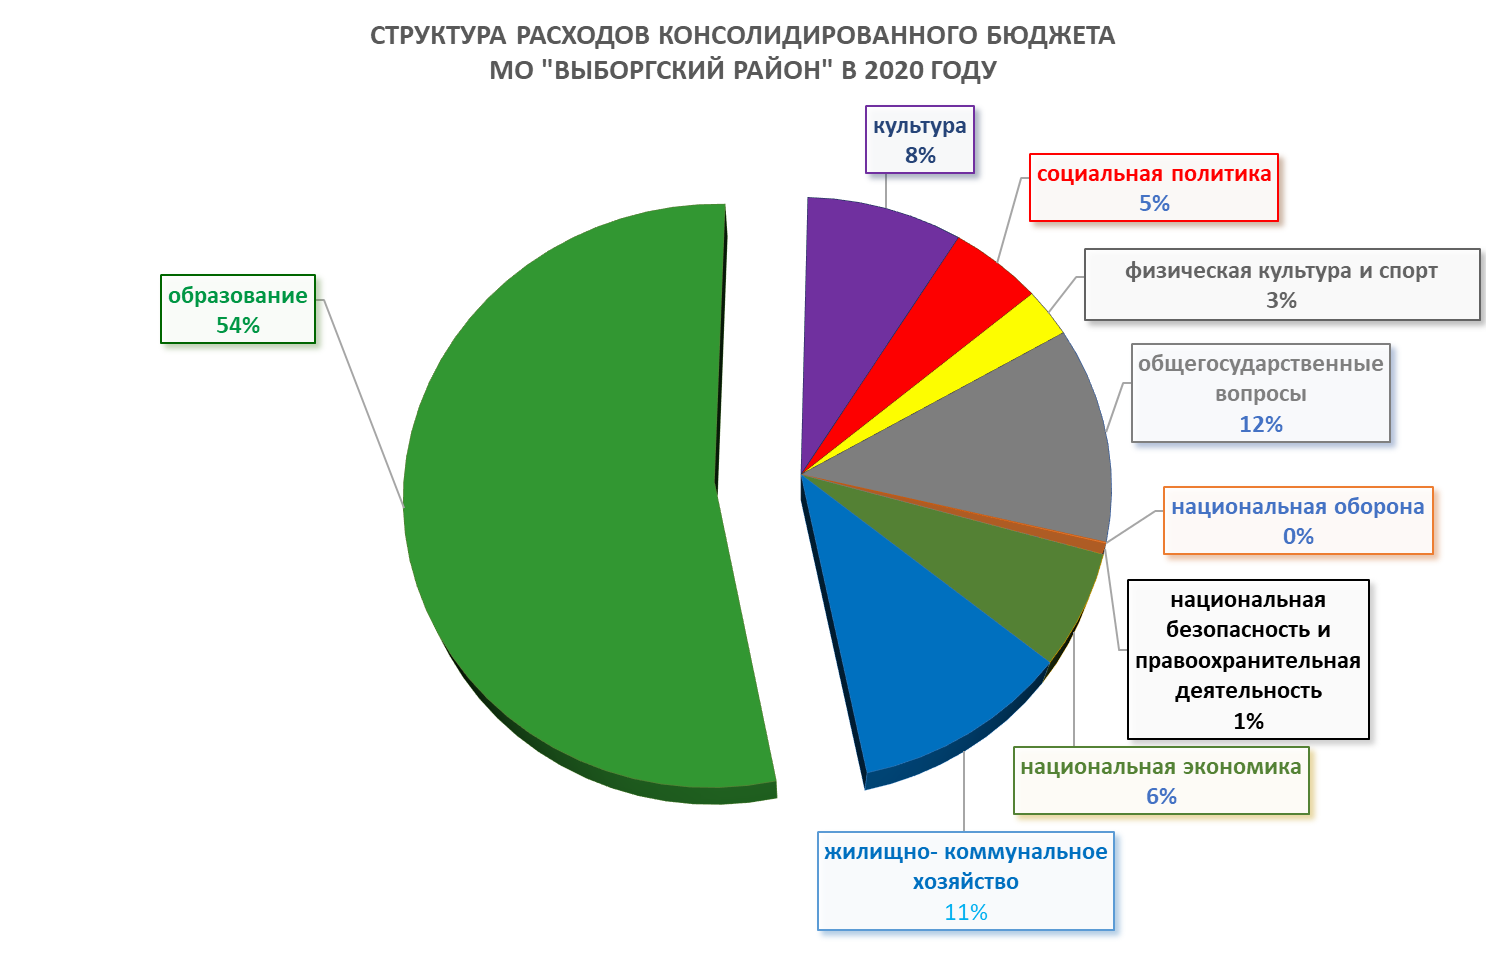 СТРУКТУРА РАСХОДОВ КОНСОЛИДИРОВАННОГО БЮДЖЕТА
МО "ВЫБОРГСКИЙ РАЙОН" В 2020 ГОДУ
культура
8%
социальная политика
5%
физическая культура и спорт
3%
образование
54%
общегосударственные
вопросы
12%
национальная оборона
0%
национальная
безопасность и
правоохранительная
деятельность
1%
национальная экономика
6%
жилищно- коммунальное
хозяйство
11%